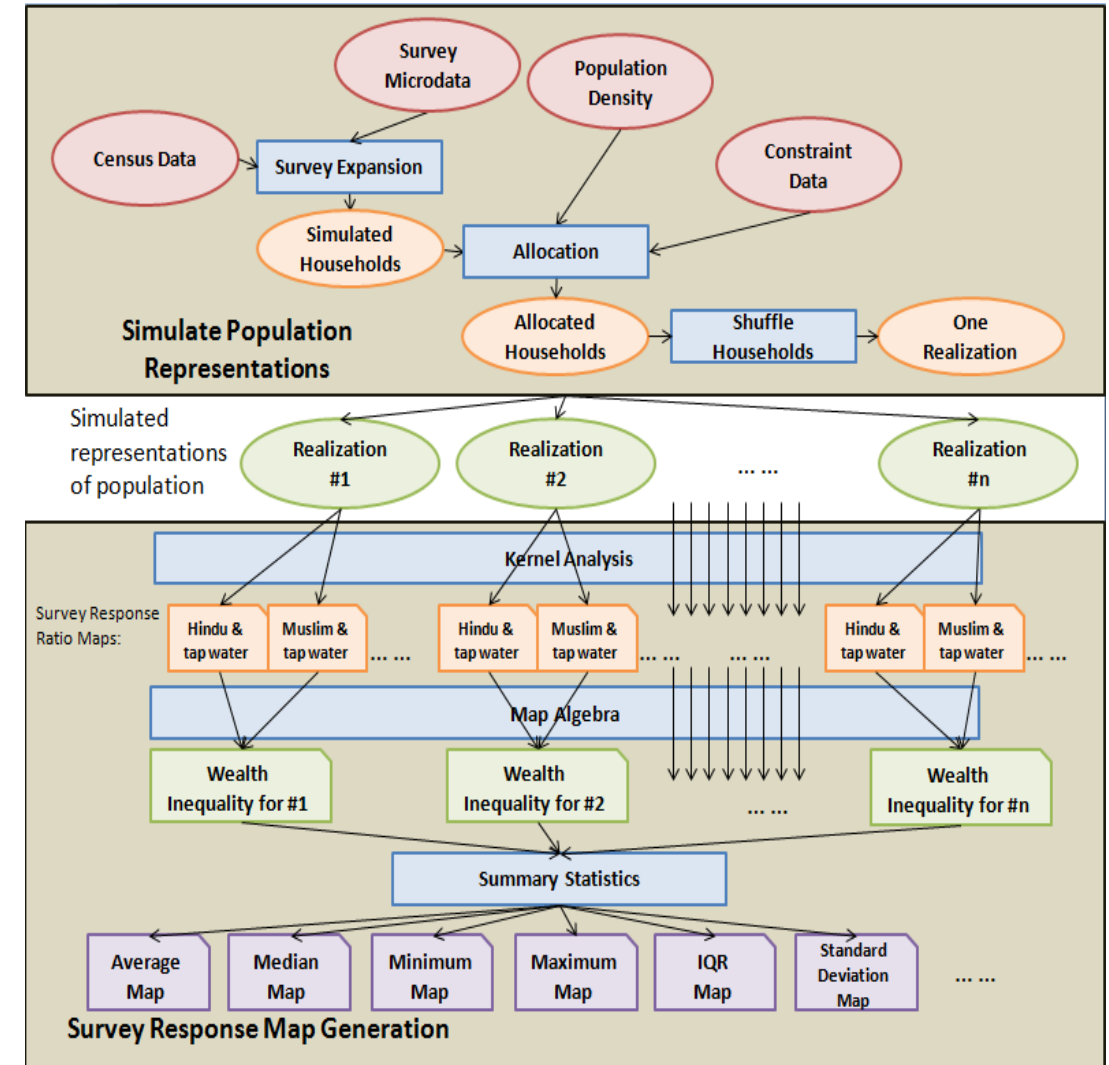 Survey
Microdata
Population
Density
Census Data
Survey Expansion
Constraint
Data
Simulated
Households
Allocation
Simulate Population
Representations
Allocated
Households
Shuffle
Households
One
Realization
Simulated
representations
of population
Realization
#1
Realization
#2
... ...
Realization
#n
Kernel Analysis
Survey Response
Ratio Maps:
Hindu &
tap water
Muslim &
tap water
... ...
Hindu &
tap water
Muslim &
tap water
... ...
... ...
Hindu &
tap water
Muslim &
tap water
... ...
Map Algebra
Wealth
Inequality for #1
Wealth
Inequality for #2
... ...
Wealth
Inequality for #n
Summary Statistics
Average
Map
Median
Map
Minimum
Map
Maximum
Map
IQR
Map
Standard
Deviation
Map
... ...
Survey Response Map Generation